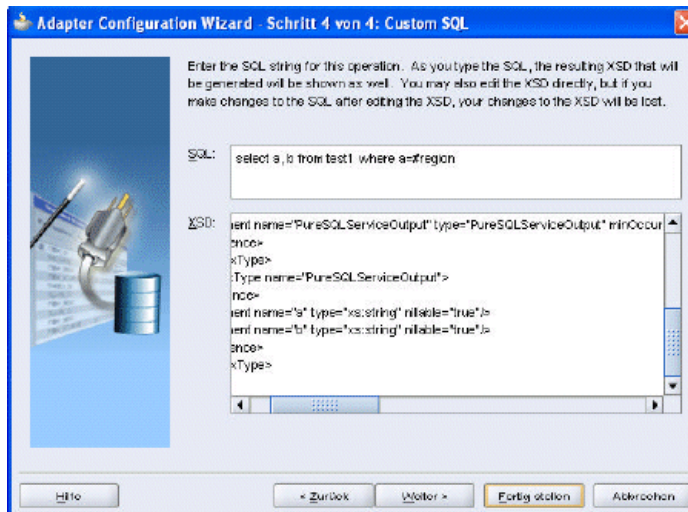 Adapter Configuration Wizard - Schritt 4 von 4: Custom SQL
Enter the SQL string for this operation. As you type the SQL, the resulting XSD that will
be generated will be shown as well. You may also edit the XSD directly, but if you
make changes to the SQL after editing the XSD, your changes to the XSD will be lost.
SQL:
select a,b from test1 where a=#region
XSD:
ent name="PureSQLServiceOutput" type="PureSQLServiceOutput" minOccur
ence>
xType>
xType name="PureSQLServiceOutput">
ence>
ent name="a" type="xs:string" nillable="true"/>
ent name="b" type="xs:string" nillable="true"/>
ence>
xType>
Hilfe
< Zurück
Weiter >
Fertig stellen
Abbrechen